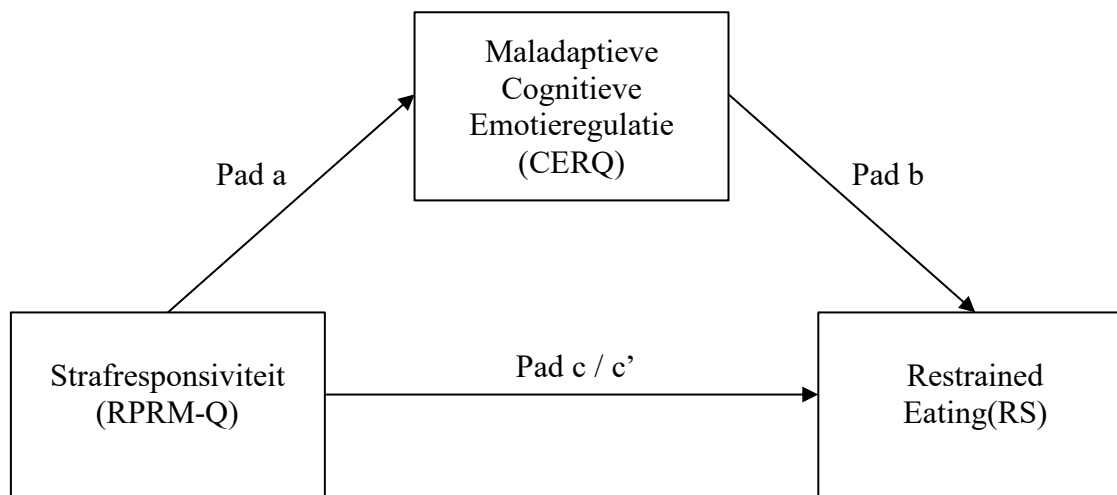 Maladaptieve
Cognitieve
Emotieregulatie
(CERQ)
Pad a
Pad b
Strafresponsiviteit
(RPRM-Q)
Pad c / c’
Restrained
Eating(RS)